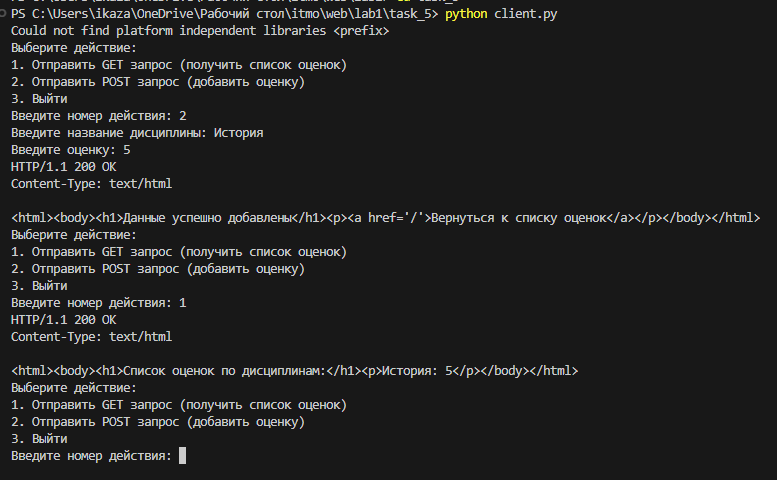 PS C:\Users\ikaza\OneDrive\Рабочий стол\itmo\web\lab1\task_5> python client.py
Could not find platform independent libraries <prefix>
Выберите действие:
1. Отправить GET запрос (получить список оценок)
2. Отправить POST запрос (добавить оценку)
3. Выйти
Введите номер действия: 2
Введите название дисциплины: История
Введите оценку: 5
HTTP/1.1 200 OK
Content-Type: text/html
<html><body><h1>Данные успешно добавлены</h1><p><a href='/'>Вернуться к списку оценок</a></p></body></html>
Выберите действие:
1. Отправить GET запрос (получить список оценок)
2. Отправить POST запрос (добавить оценку)
3. Выйти
Введите номер действия: 1
HTTP/1.1 200 OK
Content-Type: text/html
<html><body><h1>Список оценок по дисциплинам:</h1><p>История: 5</p></body></html>
Выберите действие:
1. Отправить GET запрос (получить список оценок)
2. Отправить POST запрос (добавить оценку)
3. Выйти
Введите номер действия: